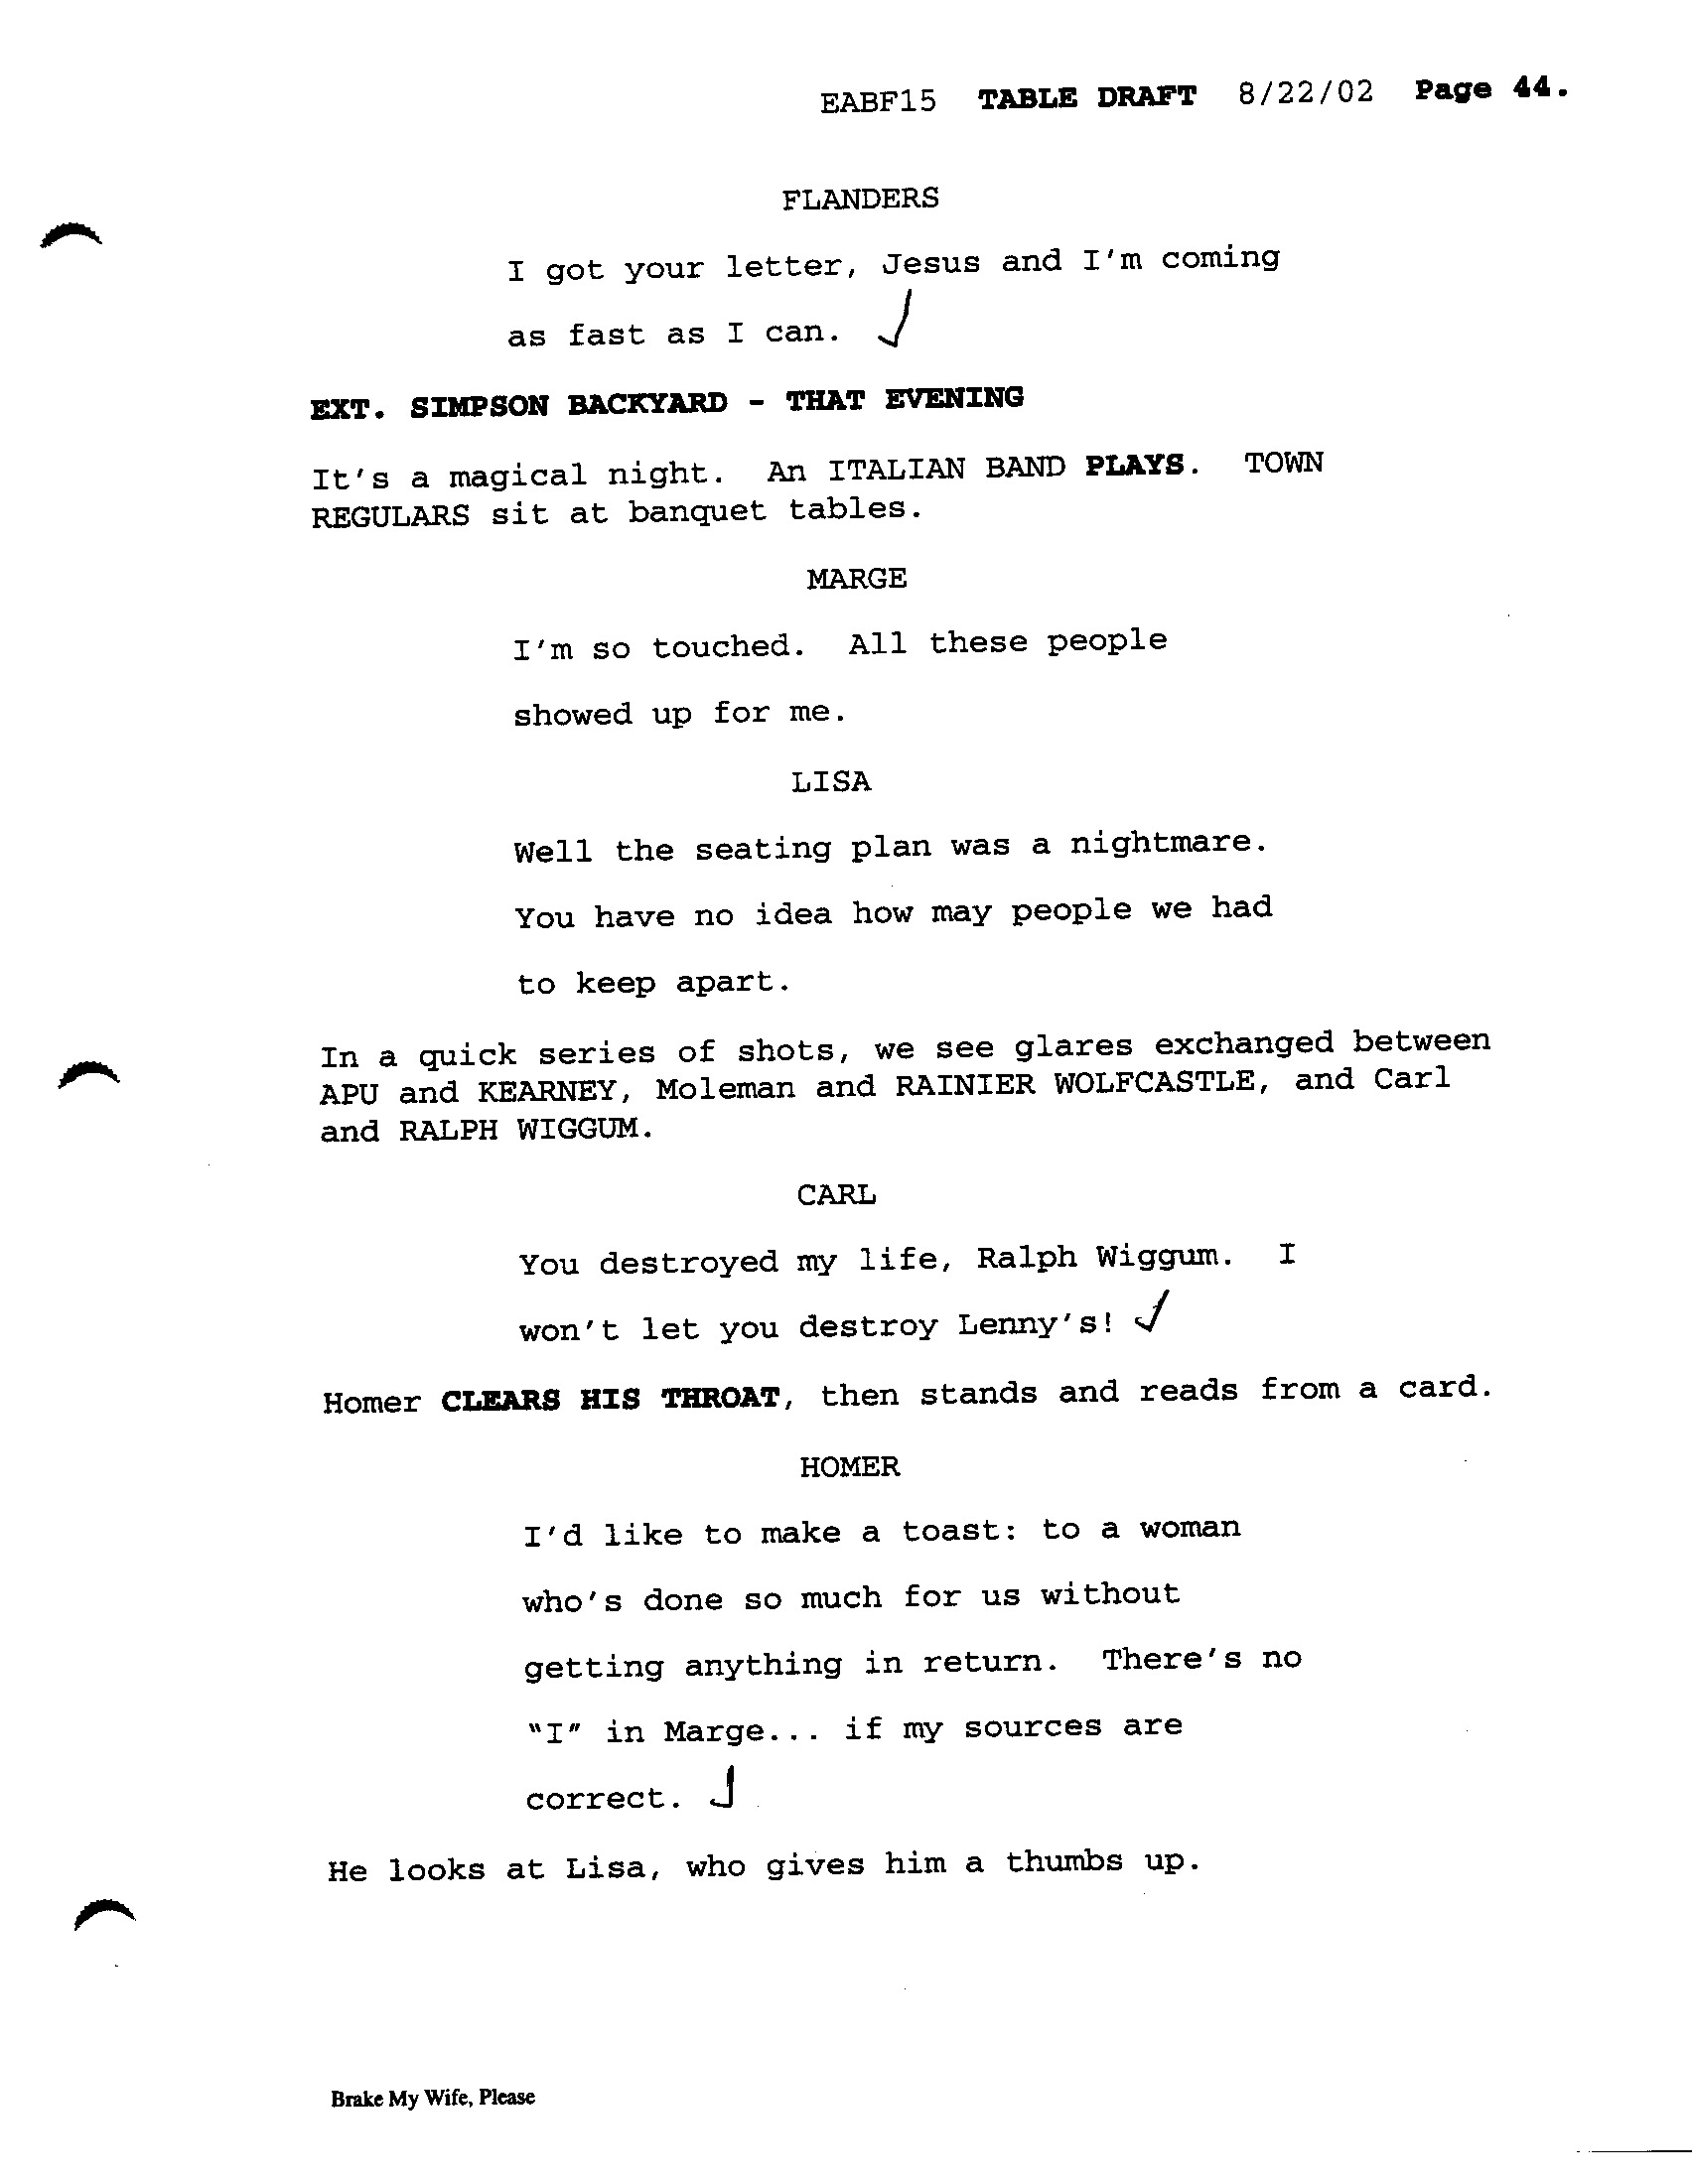 EABF15 TABLE DRAFT 8/22/02 Page 44.
FLANDERS
I got your letter, Jesus and I'm coming
as fast as I can.
EXT. SIMPSON BACKYARD - THAT EVENING
It's a magical night. An ITALIAN BAND PLAYS. TOWN
REGULARS sit at banquet tables.
MARGE
I'm so touched. All these people
showed up for me.
LISA
Well the seating plan was a nightmare.
You have no idea how may people we had
to keep apart.
In a quick series of shots, we see glares exchanged between
APU and KEARNEY, Moleman and RAINIER WOLFCASTLE, and Carl
and RALPH WIGGUM.
CARL
You destroyed my life, Ralph Wiggum. I
won't let you destroy Lenny's!
Homer CLEARS HIS THROAT, then stands and reads from a card.
HOMER
I'd like to make a toast: to a woman
who's done so much for us without
getting anything in return. There's no
"I" in Marge... if my sources are
correct.
He looks at Lisa, who gives him a thumbs up.
Brake My Wife, Please